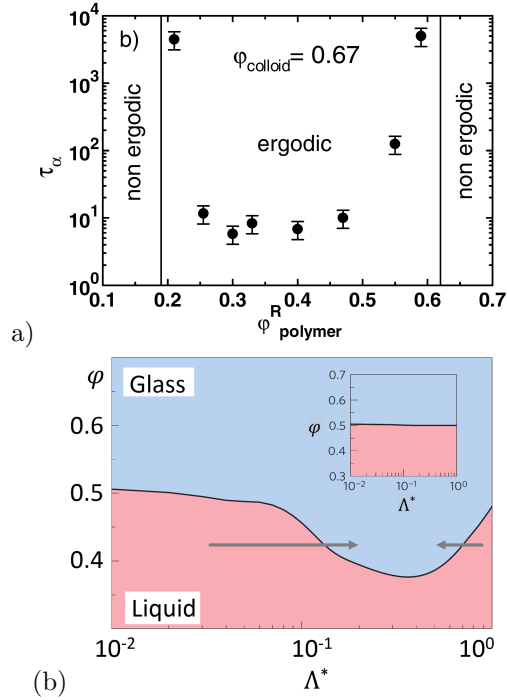 b)
φcolloid = 0.67
ergodic
non ergodic
non ergodic
τα
10^4
10^3
10^2
10^1
10^0
0.1 0.2 0.3 0.4 0.5 0.6 0.7
φ^R polymer
a)
φ
Glass
0.6
0.5
0.4
Liquid
10^-2 10^-1 10^0
Λ*
0.7
0.6
φ 0.5
0.4
0.3
10^-2 10^-1 10^0
Λ*
(b)